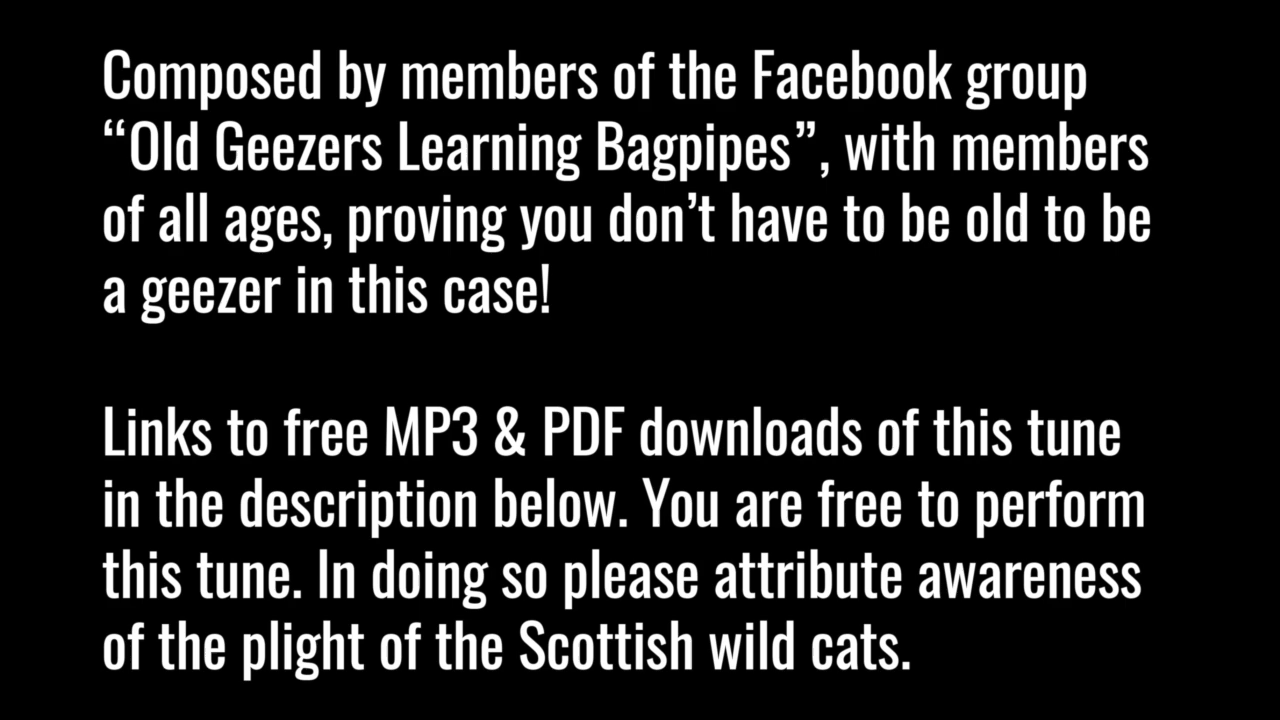 Composed by members of the Facebook group
“Old Geezers Learning Bagpipes”, with members
of all ages, proving you don’t have to be old to be
a geezer in this case!
Links to free MP3 & PDF downloads of this tune
in the description below. You are free to perform
this tune. In doing so please attribute awareness
of the plight of the Scottish wild cats.